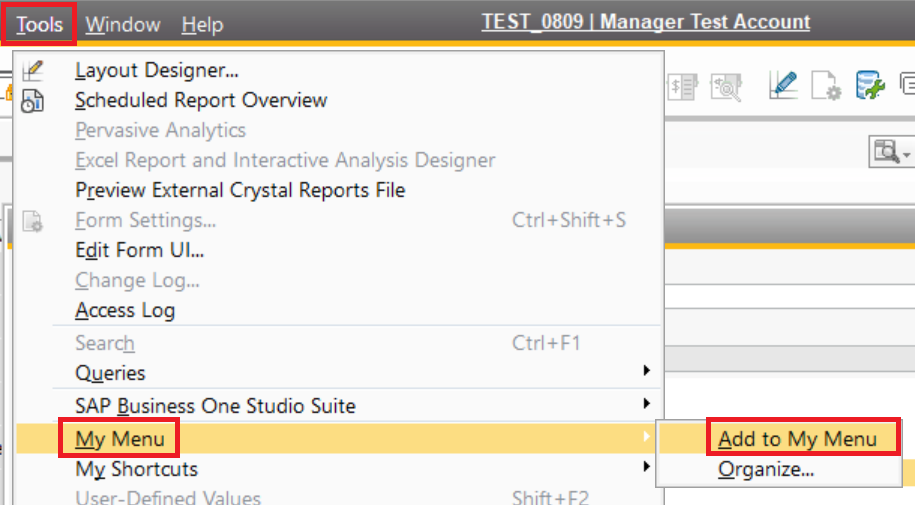 Tools Window Help TEST_0809 | Manager Test Account
Layout Designer...
Scheduled Report Overview
Pervasive Analytics
Excel Report and Interactive Analysis Designer
Preview External Crystal Reports File
Form Settings... Ctrl+Shift+S
Edit Form UI...
Change Log...
Access Log
Search Ctrl+F1
Queries
SAP Business One Studio Suite
My Menu Add to My Menu
My Shortcuts Organize...
User-Defined Values Shift+F2